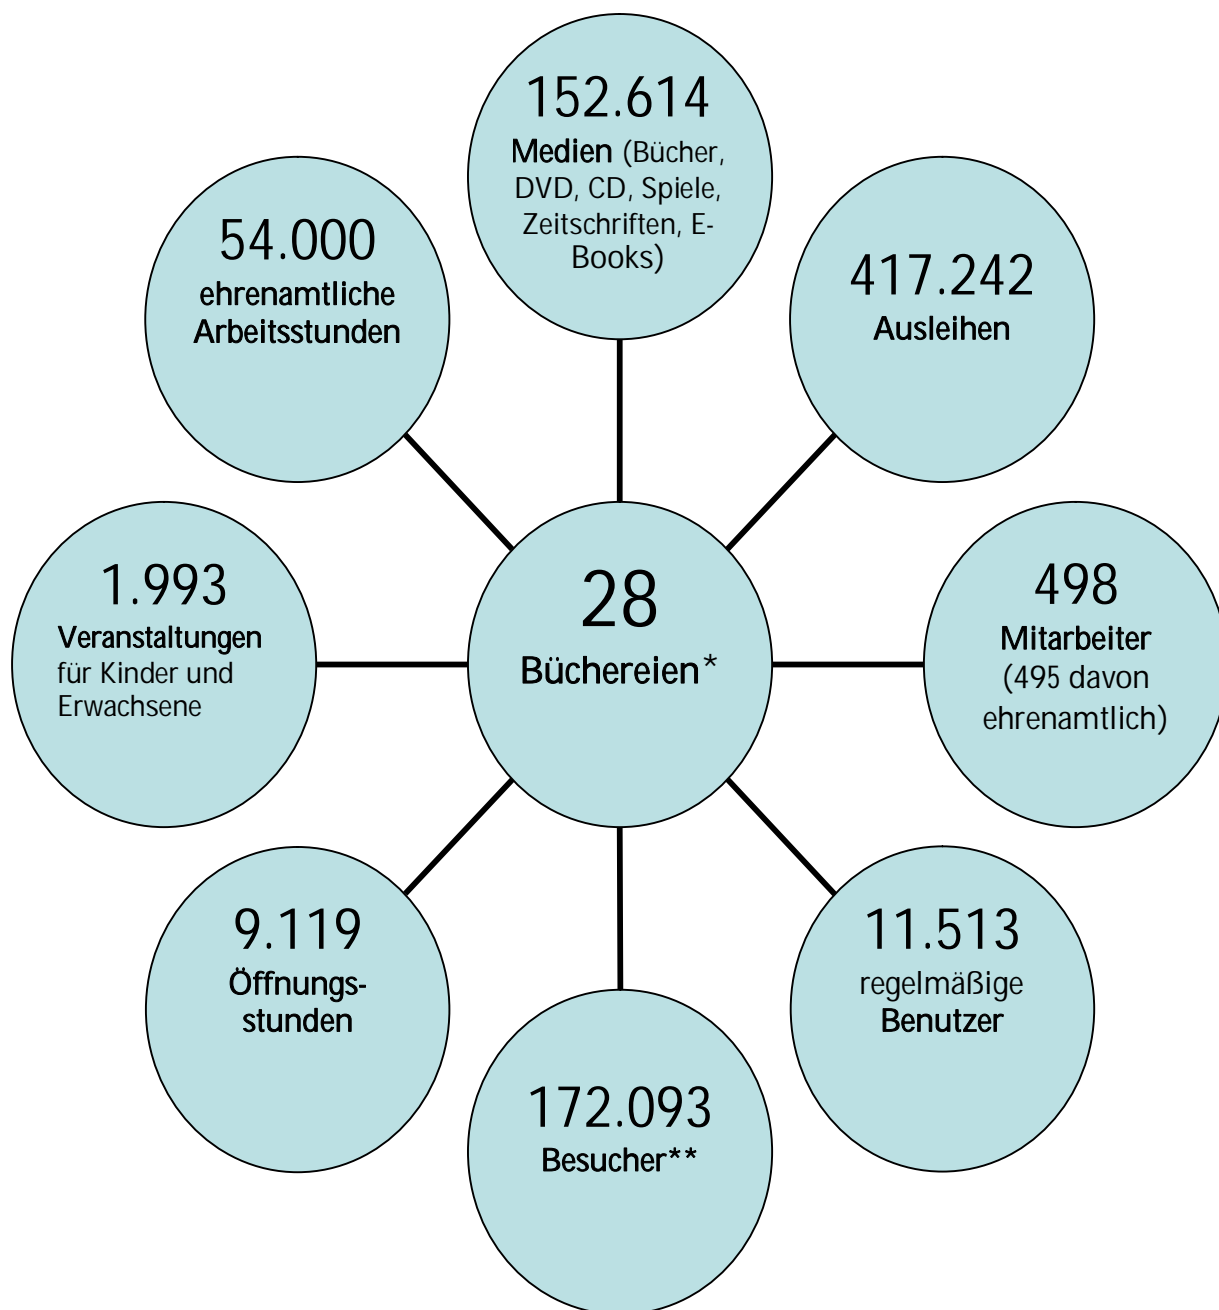 152.614
Medien (Bücher,
DVD, CD, Spiele,
Zeitschriften, E-
Books)
54.000
ehrenamtliche
Arbeitsstunden
417.242
Ausleihen
1.993
Veranstaltungen
für Kinder und
Erwachsene
28
Büchereien*
498
Mitarbeiter
(495 davon
ehrenamtlich)
9.119
Öffnungs-
stunden
11.513
regelmäßige
Benutzer
172.093
Besucher**